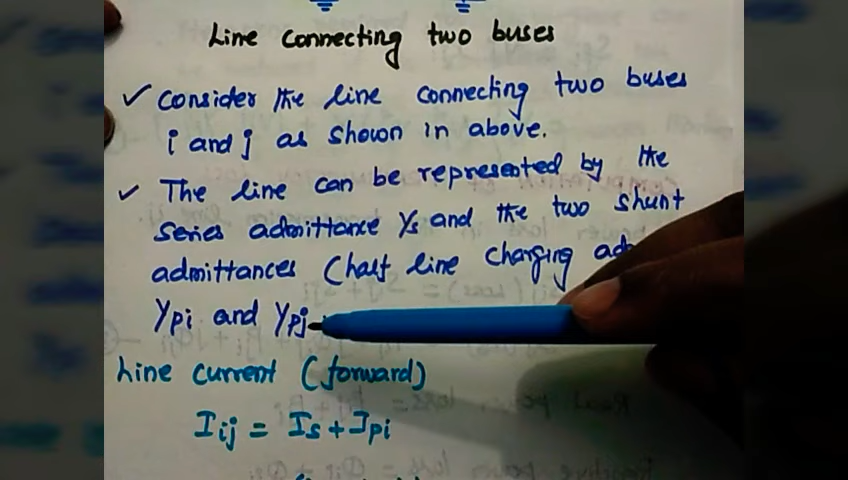 Line connecting two buses
✓ Consider the line connecting two buses
i and j as shown in above.
✓ The line can be represented by the
series admittance Ys and the two shunt
admittances (half line charging ad
Ypi and Ypj
Line current (forward)
Iij = Is + Ipi